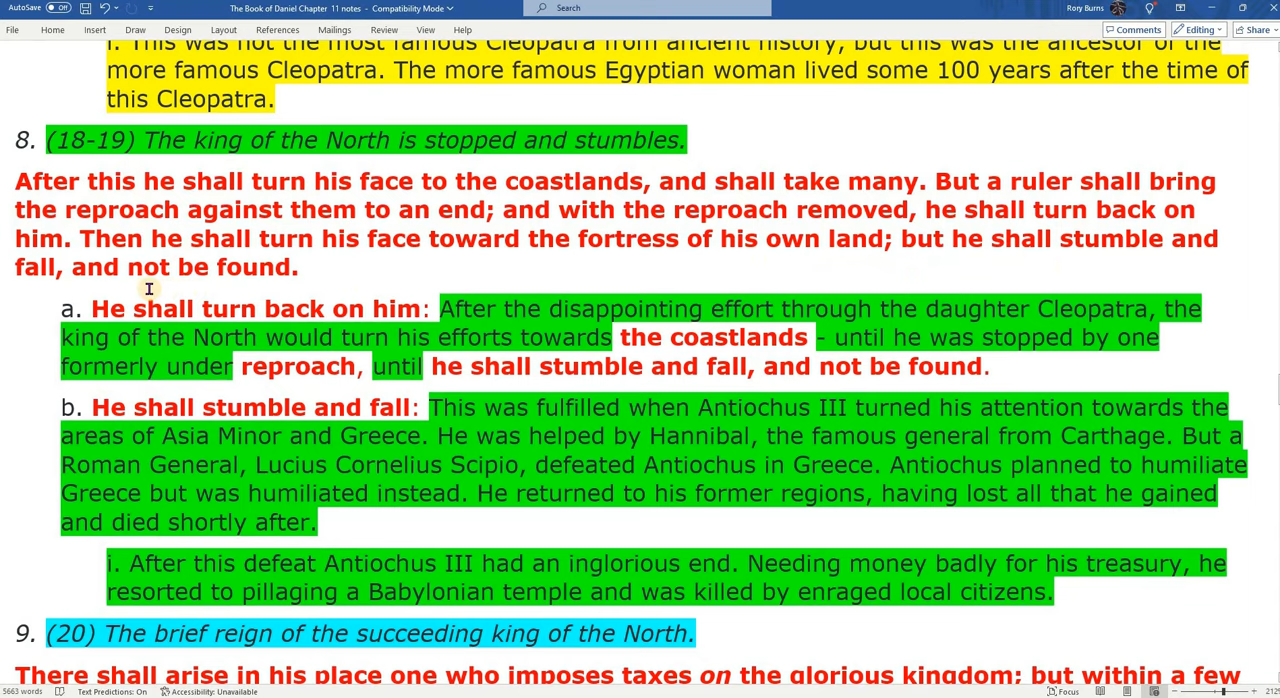 AutoSave Off The Book of Daniel Chapter 11 notes - Compatibility Mode Search Rory Burns
File Home Insert Draw Design Layout References Mailings Review View Help Comments Editing Share
i. This was not the most famous Cleopatra from ancient history, but this was the ancestor of the
more famous Cleopatra. The more famous Egyptian woman lived some 100 years after the time of
this Cleopatra.
8. (18-19) The king of the North is stopped and stumbles.
After this he shall turn his face to the coastlands, and shall take many. But a ruler shall bring
the reproach against them to an end; and with the reproach removed, he shall turn back on
him. Then he shall turn his face toward the fortress of his own land; but he shall stumble and
fall, and not be found.
a. He shall turn back on him: After the disappointing effort through the daughter Cleopatra, the
king of the North would turn his efforts towards the coastlands - until he was stopped by one
formerly under reproach, until he shall stumble and fall, and not be found.
b. He shall stumble and fall: This was fulfilled when Antiochus III turned his attention towards the
areas of Asia Minor and Greece. He was helped by Hannibal, the famous general from Carthage. But a
Roman General, Lucius Cornelius Scipio, defeated Antiochus in Greece. Antiochus planned to humiliate
Greece but was humiliated instead. He returned to his former regions, having lost all that he gained
and died shortly after.
i. After this defeat Antiochus III had an inglorious end. Needing money badly for his treasury, he
resorted to pillaging a Babylonian temple and was killed by enraged local citizens.
9. (20) The brief reign of the succeeding king of the North.
There shall arise in his place one who imposes taxes on the glorious kingdom; but within a few
5663 words Text Predictions: On Accessibility: Unavailable Focus